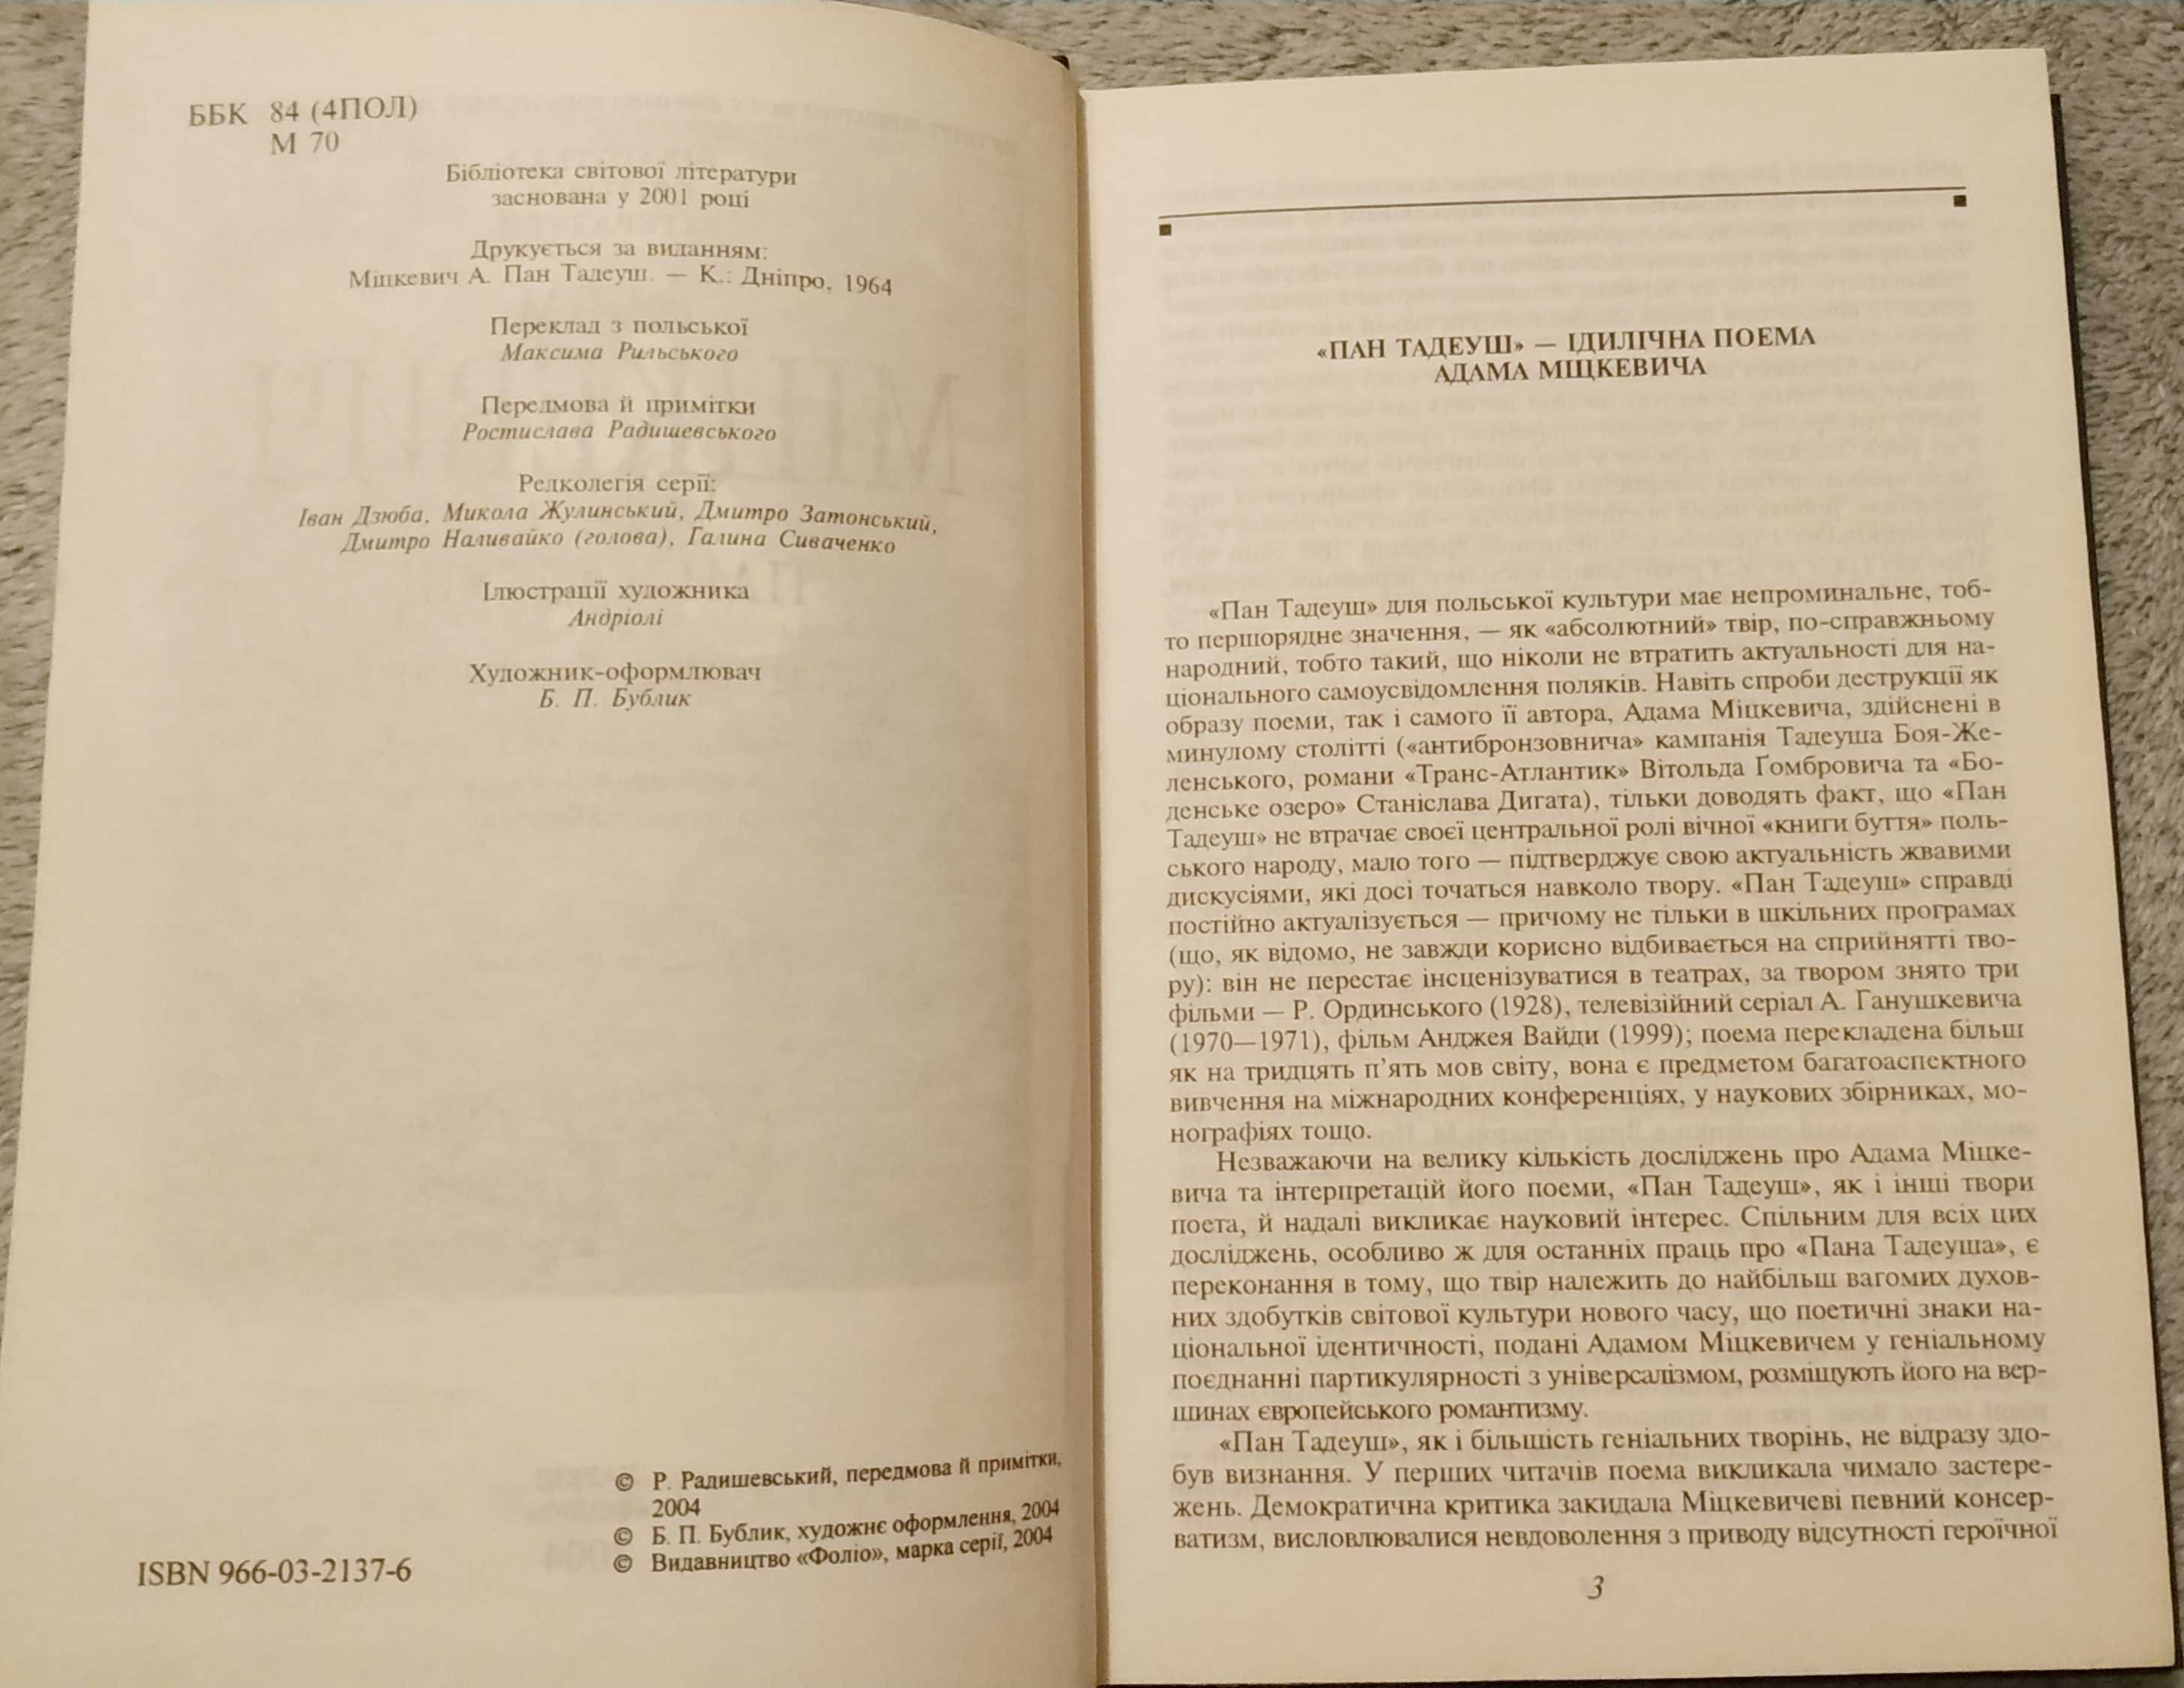 ББК 84 (4ПОЛ)
М 70
Бібліотека світової літератури
заснована у 2001 році
Друкується за виданням:
Міцкевич А. Пан Тадеуш. — К.: Дніпро, 1964
Переклад з польської
Максима Рильського
Передмова й примітки
Ростислава Радишевського
Редколегія серії:
Іван Дзюба, Микола Жулинський, Дмитро Затонський,
Дмитро Наливайко (голова), Галина Сиваченко
Ілюстрації художника
Андріолі
Художник-оформлювач
Б. П. Бублик
© Р. Радишевський, передмова й примітки,
2004
© Б. П. Бублик, художнє оформлення, 2004
© Видавництво «Фоліо», марка серії, 2004
ISBN 966-03-2137-6
«ПАН ТАДЕУШ» — ІДИЛІЧНА ПОЕМА
АДАМА МІЦКЕВИЧА
«Пан Тадеуш» для польської культури має непроминальне, тоб-
то першорядне значення, — як «абсолютний» твір, по-справжньому
народний, тобто такий, що ніколи не втратить актуальності для на-
ціонального самоусвідомлення поляків. Навіть спроби деструкції як
образу поеми, так і самого її автора, Адама Міцкевича, здійснені в
минулому столітті («антибронзовнича» кампанія Тадеуша Боя-Же-
ленського, романи «Транс-Атлантик» Вітольда Ґомбровича та «Бо-
денське озеро» Станіслава Дигата), тільки доводять факт, що «Пан
Тадеуш» не втрачає своєї центральної ролі вічної «книги буття» поль-
ського народу, мало того — підтверджує свою актуальність жвавими
дискусіями, які досі точаться навколо твору. «Пан Тадеуш» справді
постійно актуалізується — причому не тільки в шкільних програмах
(що, як відомо, не завжди корисно відбивається на сприйнятті тво-
ру): він не перестає інсценізуватися в театрах, за твором знято три
фільми — Р. Ординського (1928), телевізійний серіал А. Ганушкевича
(1970—1971), фільм Анджея Вайди (1999); поема перекладена більш
як на тридцять п’ять мов світу, вона є предметом багатоаспектного
вивчення на міжнародних конференціях, у наукових збірниках, мо-
нографіях тощо.
Незважаючи на велику кількість досліджень про Адама Міцке-
вича та інтерпретацій його поеми, «Пан Тадеуш», як і інші твори
поета, й надалі викликає науковий інтерес. Спільним для всіх цих
досліджень, особливо ж для останніх праць про «Пана Тадеуша», є
переконання в тому, що твір належить до найбільш вагомих духов-
них здобутків світової культури нового часу, що поетичні знаки на-
ціональної ідентичності, подані Адамом Міцкевичем у геніальному
поєднанні партикулярності з універсалізмом, розміщують його на вер-
шинах європейського романтизму.
«Пан Тадеуш», як і більшість геніальних творінь, не відразу здо-
був визнання. У перших читачів поема викликала чимало застере-
жень. Демократична критика закидала Міцкевичеві певний консер-
ватизм, висловлювалися невдоволення з приводу відсутності героїчної
3